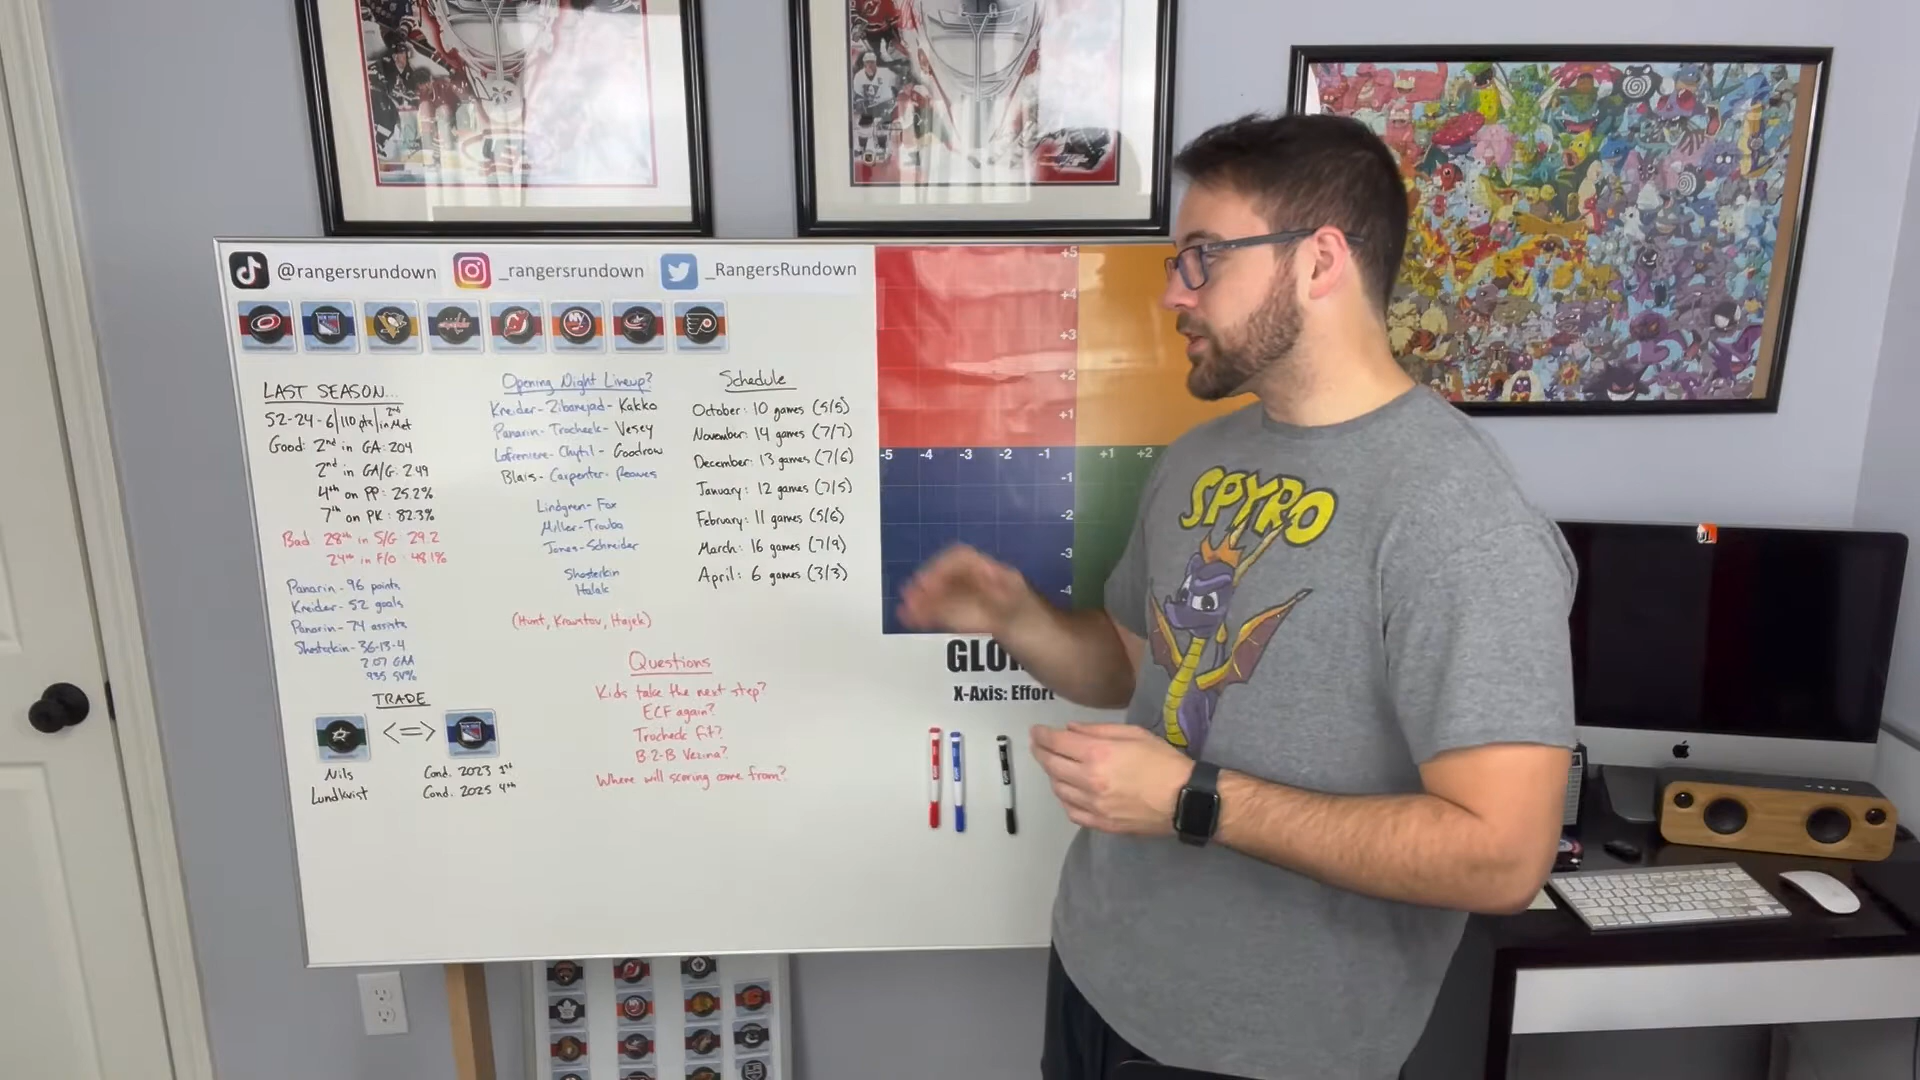 @rangersrundown
_rangersrundown
_RangersRundown
LAST SEASON...
52-24-6/110 pts/2nd in Met
Good: 2nd in GA: 204
2nd in GA/G: 2.49
4th on PP: 25.2%
7th on PK: 82.3%
Bad: 28th in S/G: 29.2
24th in F/O: 48.1%
Panarin - 96 points
Kreider - 52 goals
Panarin - 74 assists
Shesterkin - 36-13-4
2.07 GAA
.935 SV%
TRADE
<=>
Nils
Lundkvist
Cond. 2023 1st
Cond. 2025 4th
Opening Night Lineup?
Kreider - Zibanejad - Kakko
Panarin - Trocheck - Vesey
Lafreniere - Chytil - Goodrow
Blais - Carpenter - Reaves
Lindgren - Fox
Miller - Trouba
Jones - Schneider
Shesterkin
Halak
(Hunt, Kravstov, Hajek)
Questions
Kids take the next step?
ECF again?
Trocheck fit?
B-2-B Vezina?
Where will scoring come from?
Schedule
October: 10 games (5/5)
November: 14 games (7/7)
December: 13 games (7/6)
January: 12 games (7/5)
February: 11 games (5/6)
March: 16 games (7/9)
April: 6 games (3/3)
+5
+4
+3
+2
+1
-5 -4 -3 -2 -1 +1 +2
-1
-2
-3
-4
X-Axis: Effort
SPYRO